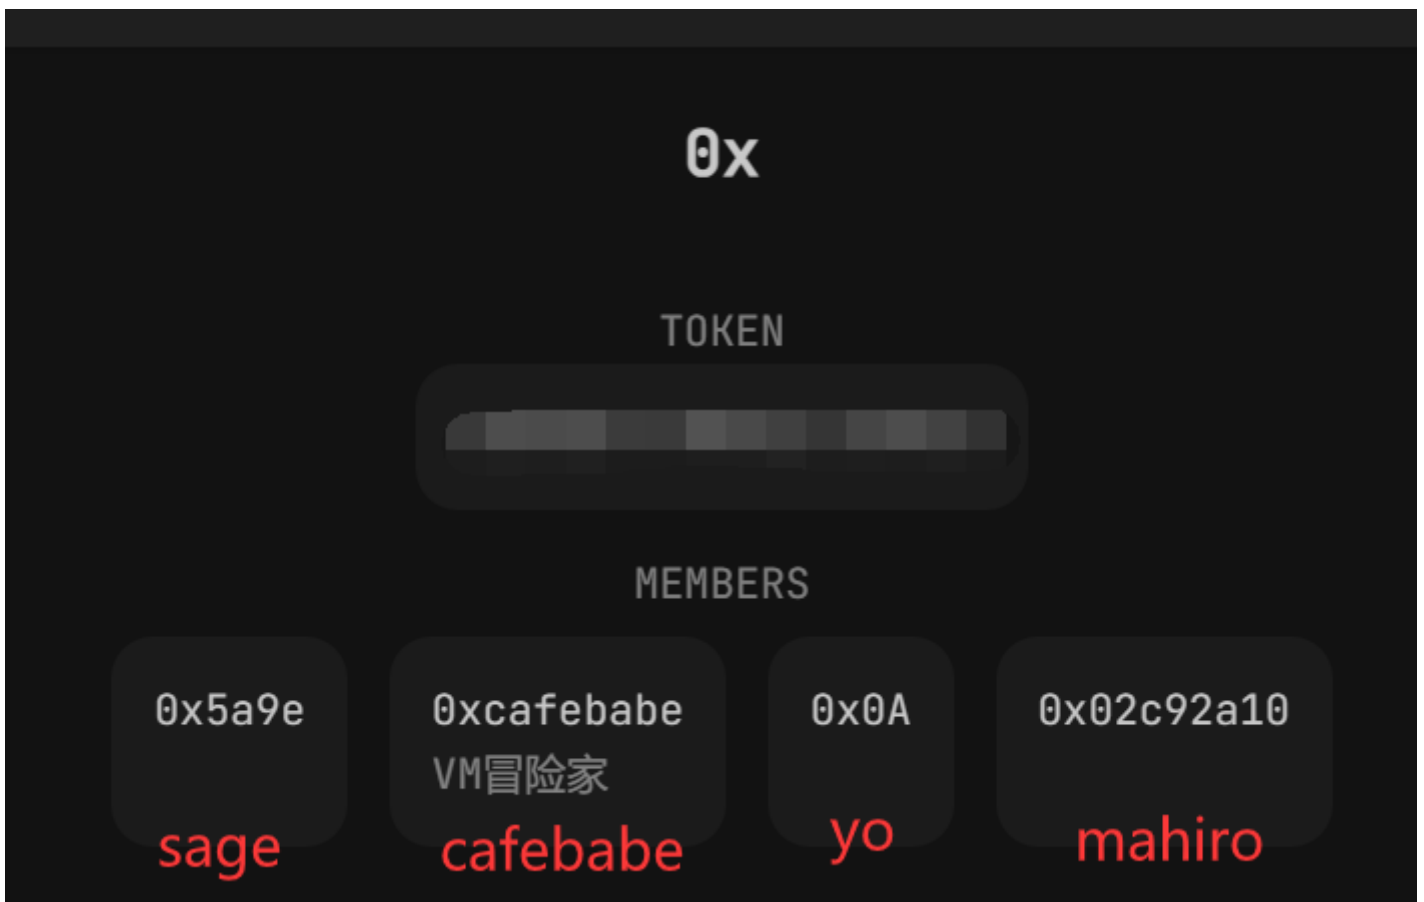 0x
TOKEN
MEMBERS
0x5a9e
0xcafebabe
0x0A
0x02c92a10
VM冒险家
sage
cafebabe
yo
mahiro